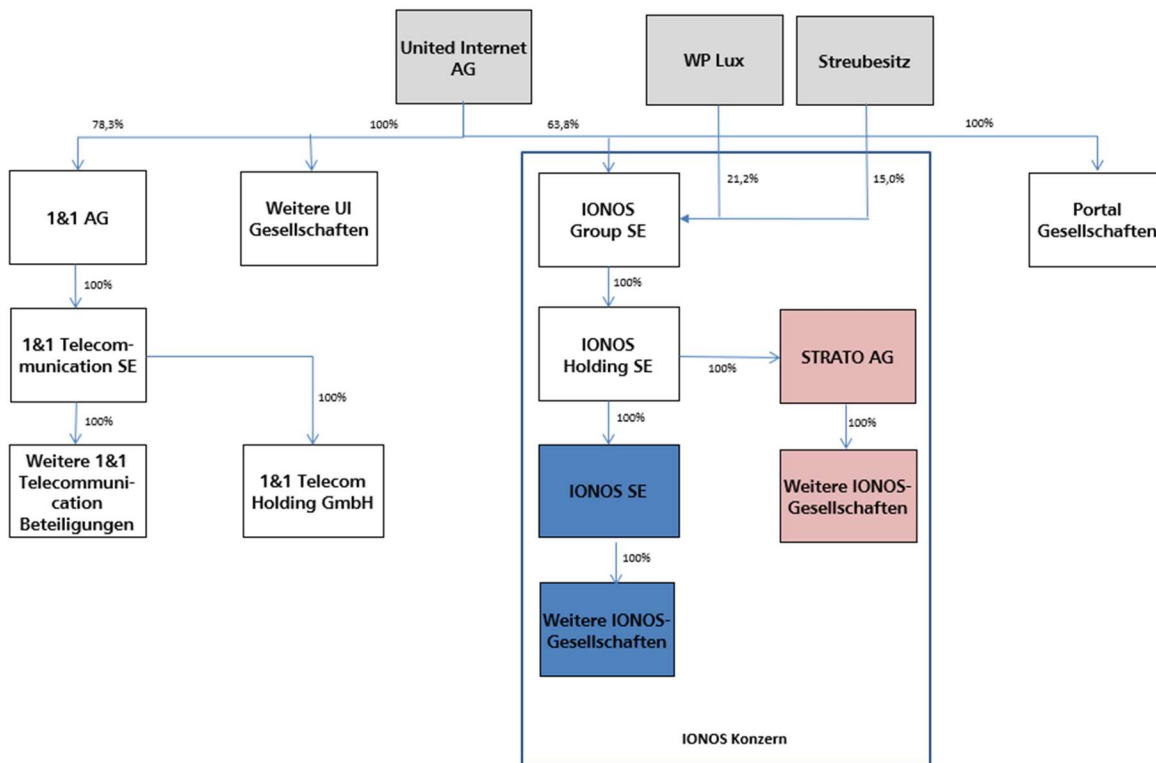 United Internet
AG
WP Lux
Streubesitz
78,3%
100%
63,8%
100%
21,2%
15,0%
1&1 AG
Weitere UI
Gesellschaften
IONOS
Group SE
Portal
Gesellschaften
100%
100%
1&1 Telecom-
munication SE
IONOS
Holding SE
STRATO AG
100%
100%
100%
100%
100%
Weitere 1&1
Telecommuni-
cation
Beteiligungen
1&1 Telecom
Holding GmbH
IONOS SE
Weitere IONOS-
Gesellschaften
100%
Weitere IONOS-
Gesellschaften
IONOS Konzern